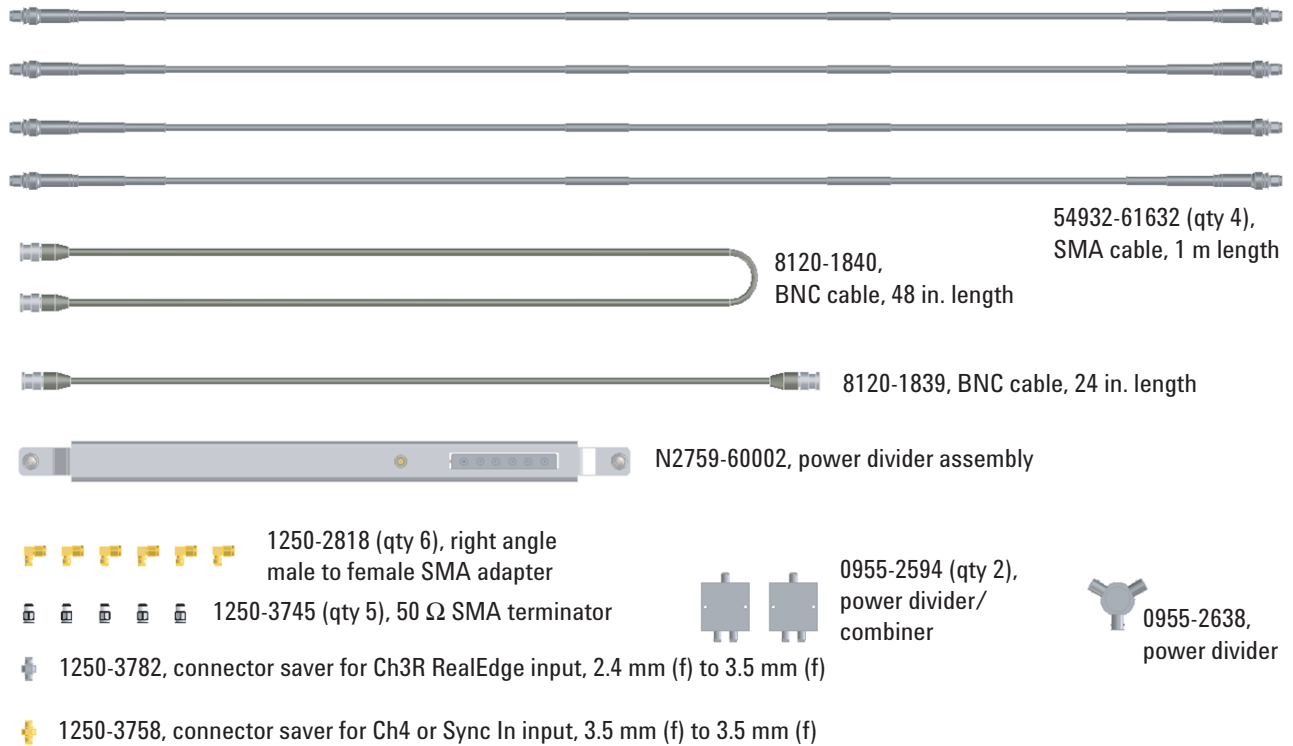 54932-61632 (qty 4),
SMA cable, 1 m length
8120-1840,
BNC cable, 48 in. length
8120-1839, BNC cable, 24 in. length
N2759-60002, power divider assembly
1250-2818 (qty 6), right angle
male to female SMA adapter
0955-2594 (qty 2),
power divider/
combiner
0955-2638,
power divider
1250-3745 (qty 5), 50 Ω SMA terminator
1250-3782, connector saver for Ch3R RealEdge input, 2.4 mm (f) to 3.5 mm (f)
1250-3758, connector saver for Ch4 or Sync In input, 3.5 mm (f) to 3.5 mm (f)